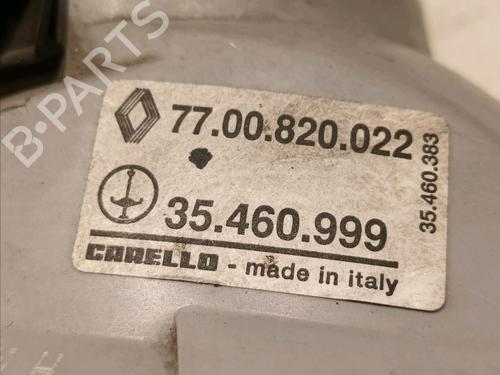 77.00.820.022
35.460.999
CARELLO - made in italy
35.460.383
B-PARTS